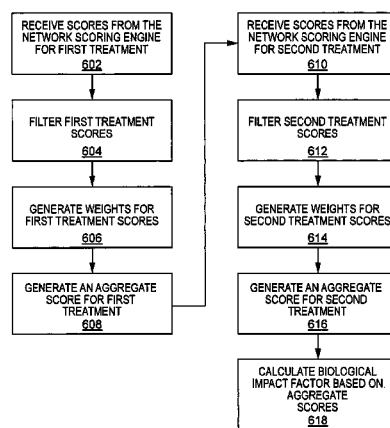 RECEIVE SCORES FROM THE
NETWORK SCORING ENGINE
FOR FIRST TREATMENT
602
FILTER FIRST TREATMENT
SCORES
604
GENERATE WEIGHTS FOR
FIRST TREATMENT SCORES
606
GENERATE AN AGGREGATE
SCORE FOR FIRST
TREATMENT
608
RECEIVE SCORES FROM THE
NETWORK SCORING ENGINE
FOR SECOND TREATMENT
610
FILTER SECOND TREATMENT
SCORES
612
GENERATE WEIGHTS FOR
SECOND TREATMENT SCORES
614
GENERATE AN AGGREGATE
SCORE FOR SECOND
TREATMENT
616
CALCULATE BIOLOGICAL
IMPACT FACTOR BASED ON
AGGREGATE
SCORES
618